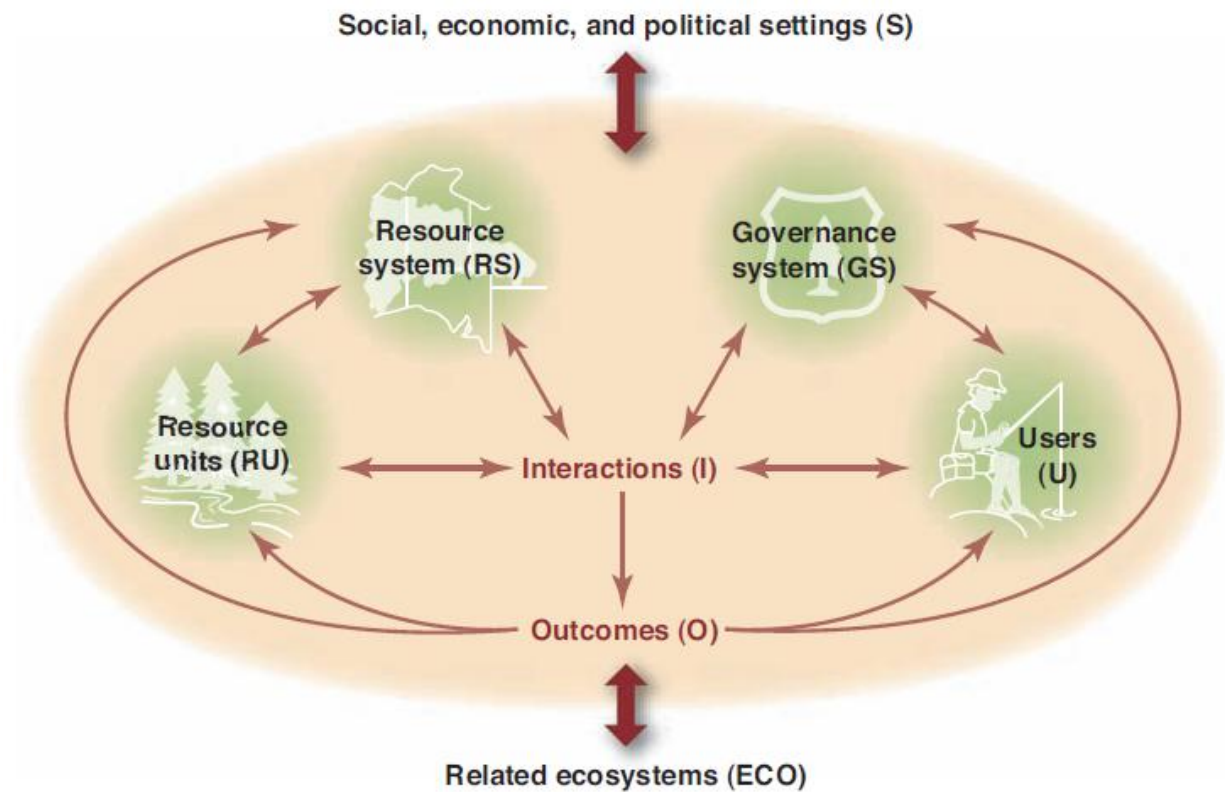 Social, economic, and political settings (S)
Resource
system (RS)
Governance
system (GS)
Resource
units (RU)
Interactions (I)
Users
(U)
Outcomes (O)
Related ecosystems (ECO)